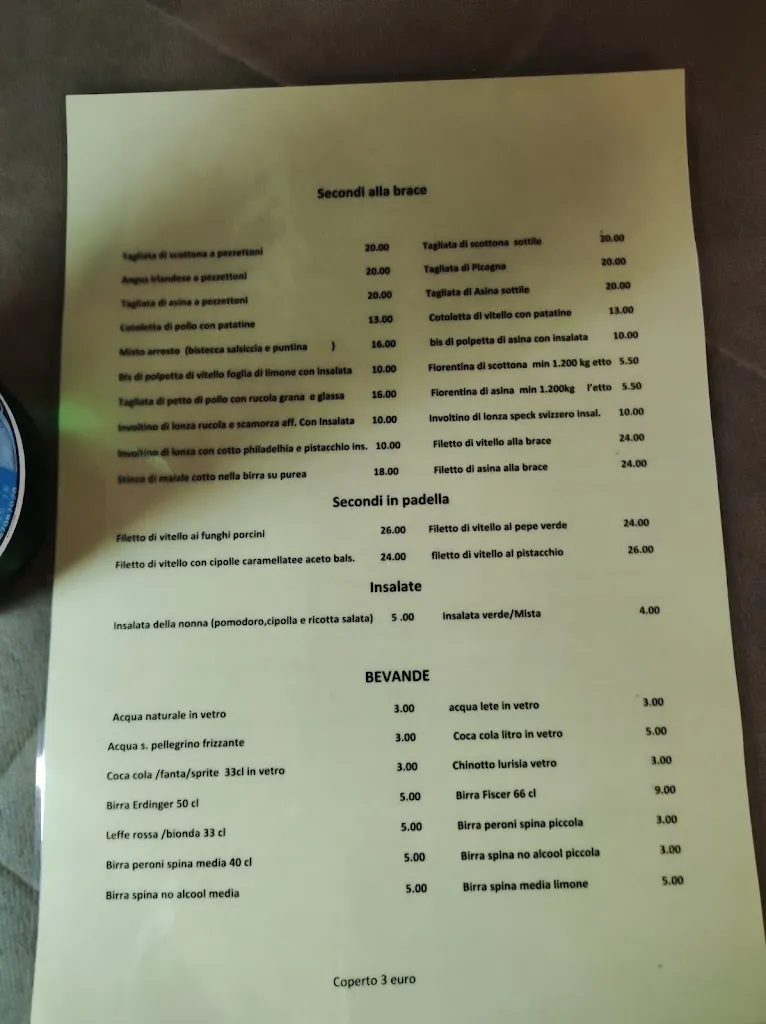 Secondi alla brace
Tagliata di scottona a pezzettoni 20.00 Tagliata di scottona sottile 20.00
Angus irlandese a pezzettoni 20.00 Tagliata di Picagna 20.00
Tagliata di asina a pezzettoni 20.00 Tagliata di Asina sottile 20.00
Cotoletta di pollo con patatine 13.00 Cotoletta di vitello con patatine 13.00
Misto arrosto (bistecca salsiccia e puntina ) 16.00 bis di polpetta di asina con insalata 10.00
Bis di polpetta di vitello foglia di limone con insalata 10.00 Fiorentina di scottona min 1.200 kg etto 5.50
Tagliata di petto di pollo con rucola grana e glassa 16.00 Fiorentina di asina min 1.200kg l'etto 5.50
Involtino di lonza rucola e scamorza aff. Con Insalata 10.00 Involtino di lonza speck svizzero insal. 10.00
Involtino di lonza con cotto philadelhia e pistacchio ins. 10.00 Filetto di vitello alla brace 24.00
Stinco di maiale cotto nella birra su purea 18.00 Filetto di asina alla brace 24.00
Secondi in padella
Filetto di vitello ai funghi porcini 26.00 Filetto di vitello al pepe verde 24.00
Filetto di vitello con cipolle caramellatee aceto bals. 24.00 filetto di vitello al pistacchio 26.00
Insalate
Insalata della nonna (pomodoro,cipolla e ricotta salata) 5 .00 Insalata verde/Mista 4.00
BEVANDE
Acqua naturale in vetro 3.00 acqua lete in vetro 3.00
Acqua s. pellegrino frizzante 3.00 Coca cola litro in vetro 5.00
Coca cola /fanta/sprite 33cl in vetro 3.00 Chinotto lurisia vetro 3.00
Birra Erdinger 50 cl 5.00 Birra Fiscer 66 cl 9.00
Leffe rossa /bionda 33 cl 5.00 Birra peroni spina piccola 3.00
Birra peroni spina media 40 cl 5.00 Birra spina no alcool piccola 3.00
Birra spina no alcool media 5.00 Birra spina media limone 5.00
Coperto 3 euro